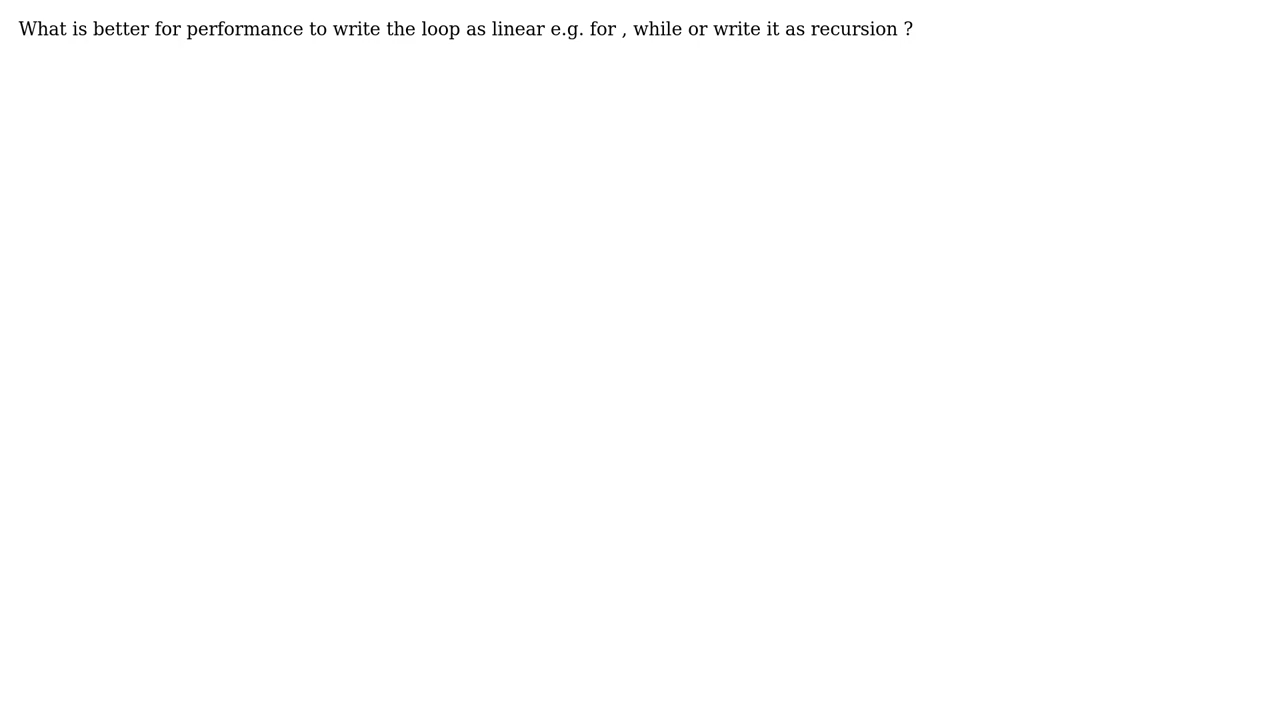 What is better for performance to write the loop as linear e.g. for , while or write it as recursion ?